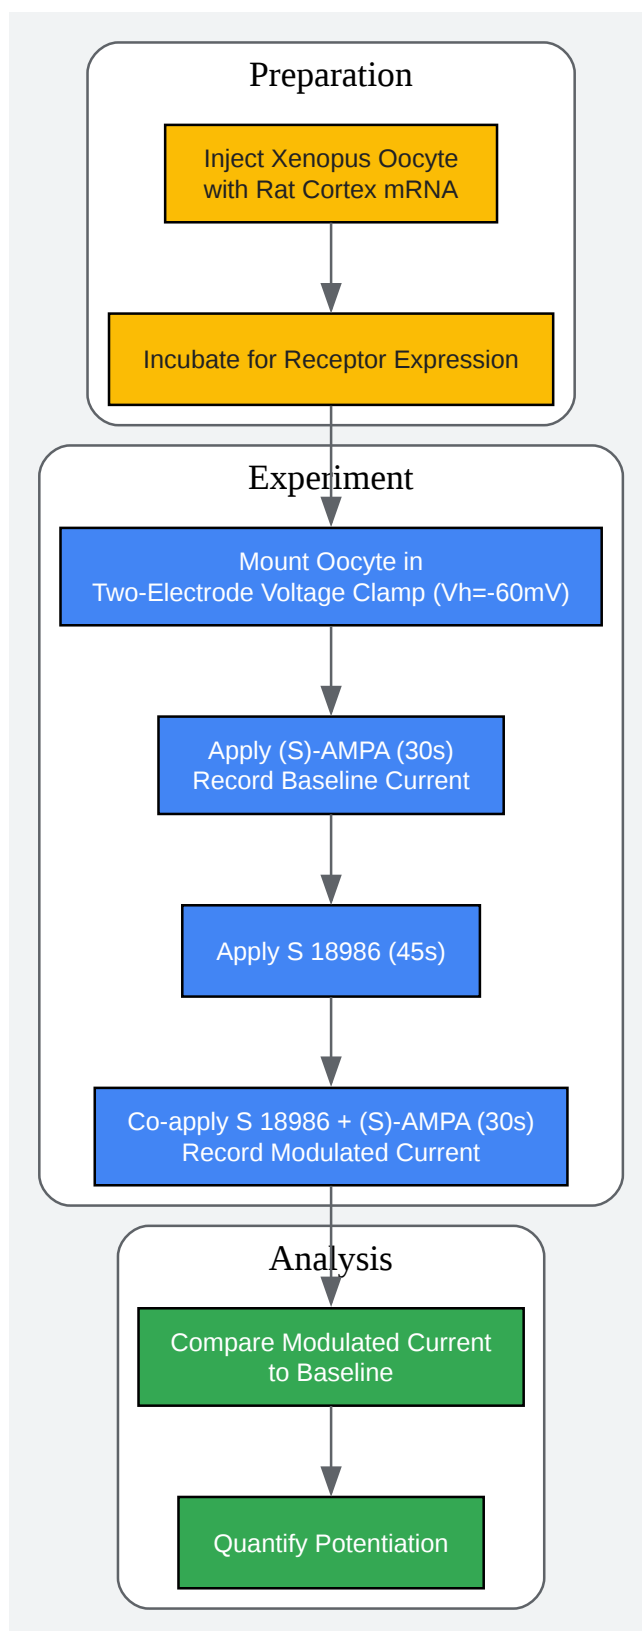 Preparation
Inject Xenopus Oocyte
with Rat Cortex mRNA
Incubate for Receptor Expression
Experiment
Mount Oocyte in
Two-Electrode Voltage Clamp (Vh=-60mV)
Apply (S)-AMPA (30s)
Record Baseline Current
Apply S 18986 (45s)
Co-apply S 18986 + (S)-AMPA (30s)
Record Modulated Current
Analysis
Compare Modulated Current
to Baseline
Quantify Potentiation